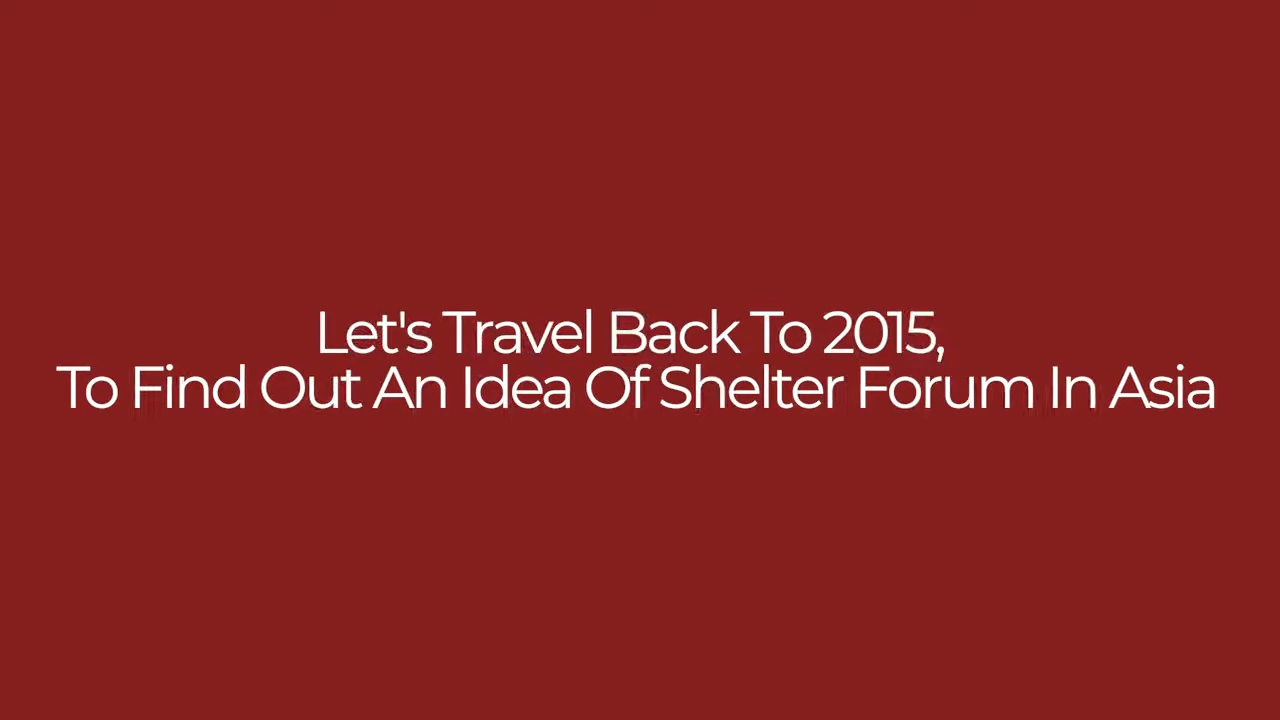 Let's Travel Back To 2015,
To Find Out An Idea Of Shelter Forum In Asia